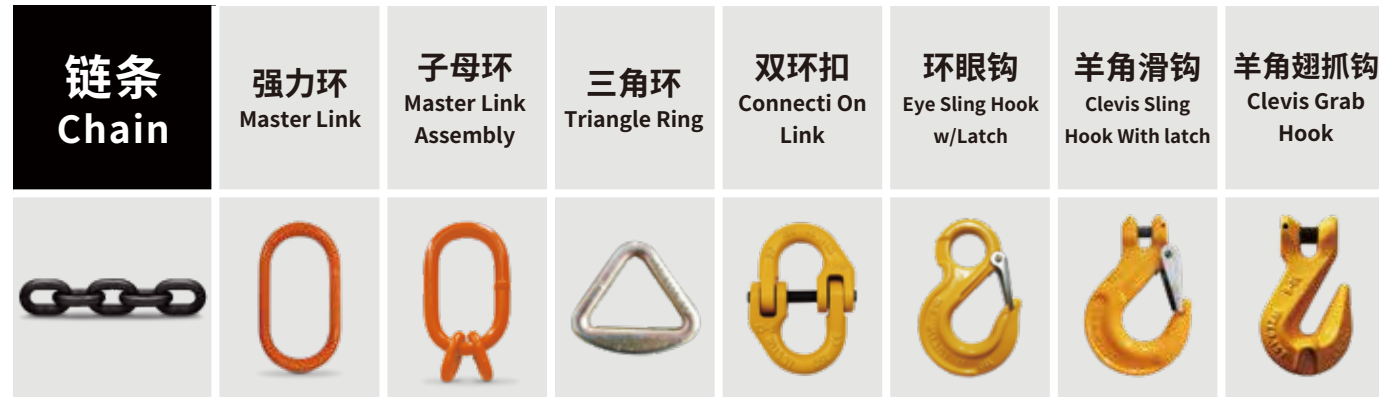 链条
Chain
强力环
Master Link
子母环
Master Link
Assembly
三角环
Triangle Ring
双环扣
Connecti On
Link
环眼钩
Eye Sling Hook
w/Latch
羊角滑钩
Clevis Sling
Hook With latch
羊角翅抓钩
Clevis Grab
Hook